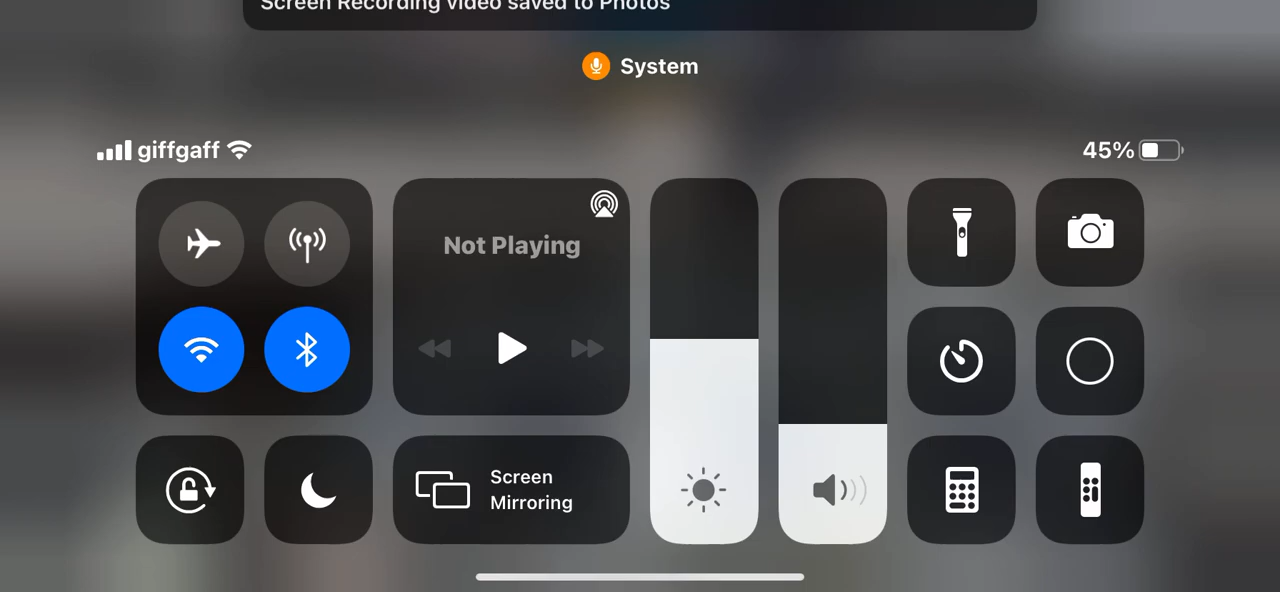 Screen Recording video saved to Photos
System
giffgaff
45%
Not Playing
Screen
Mirroring